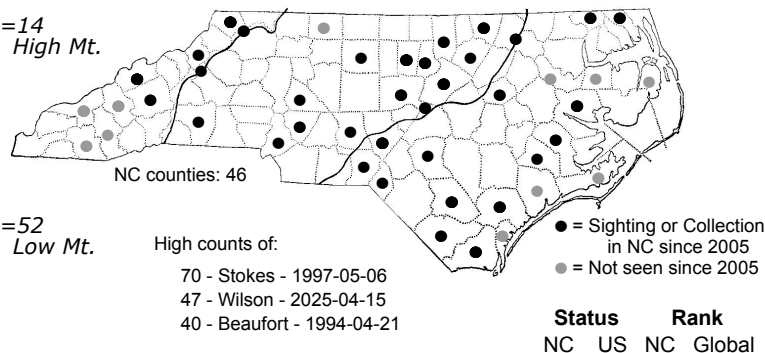 =14
High Mt.
NC counties: 46
=52
Low Mt.
High counts of:
70 - Stokes - 1997-05-06
47 - Wilson - 2025-04-15
40 - Beaufort - 1994-04-21
= Sighting or Collection
in NC since 2005
= Not seen since 2005
Status Rank
NC US NC Global